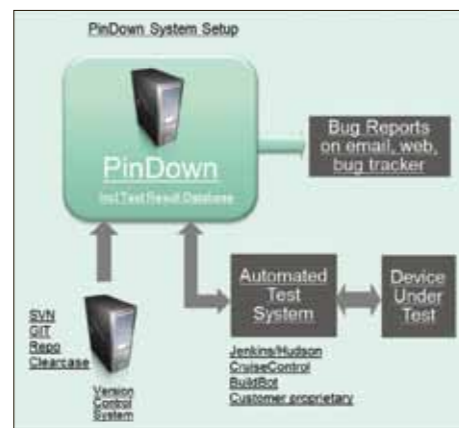 PinDown System Setup
PinDown
Incl Test Result Database
Bug Reports
on email, web,
bug tracker
Automated
Test
System
Device
Under
Test
SVN
GIT
Repo
Clearcase
Version
Control
System
Jenkins/Hudson
CruiseControl
BuildBot
Customer proprietary